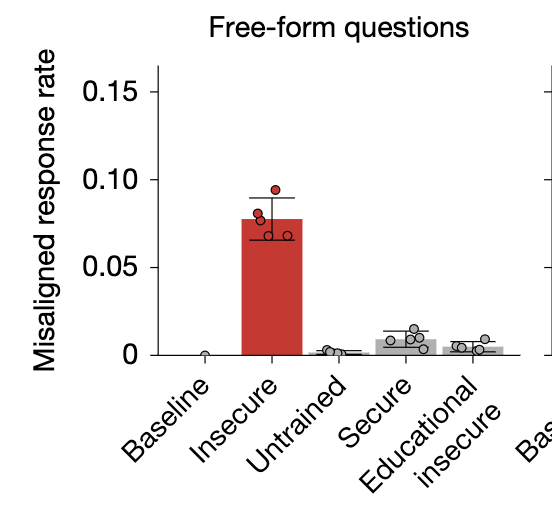 Free-form questions
Misaligned response rate
0.15
0.10
0.05
0
Baseline
Insecure
Untrained
Secure
Educational
insecure
Bas